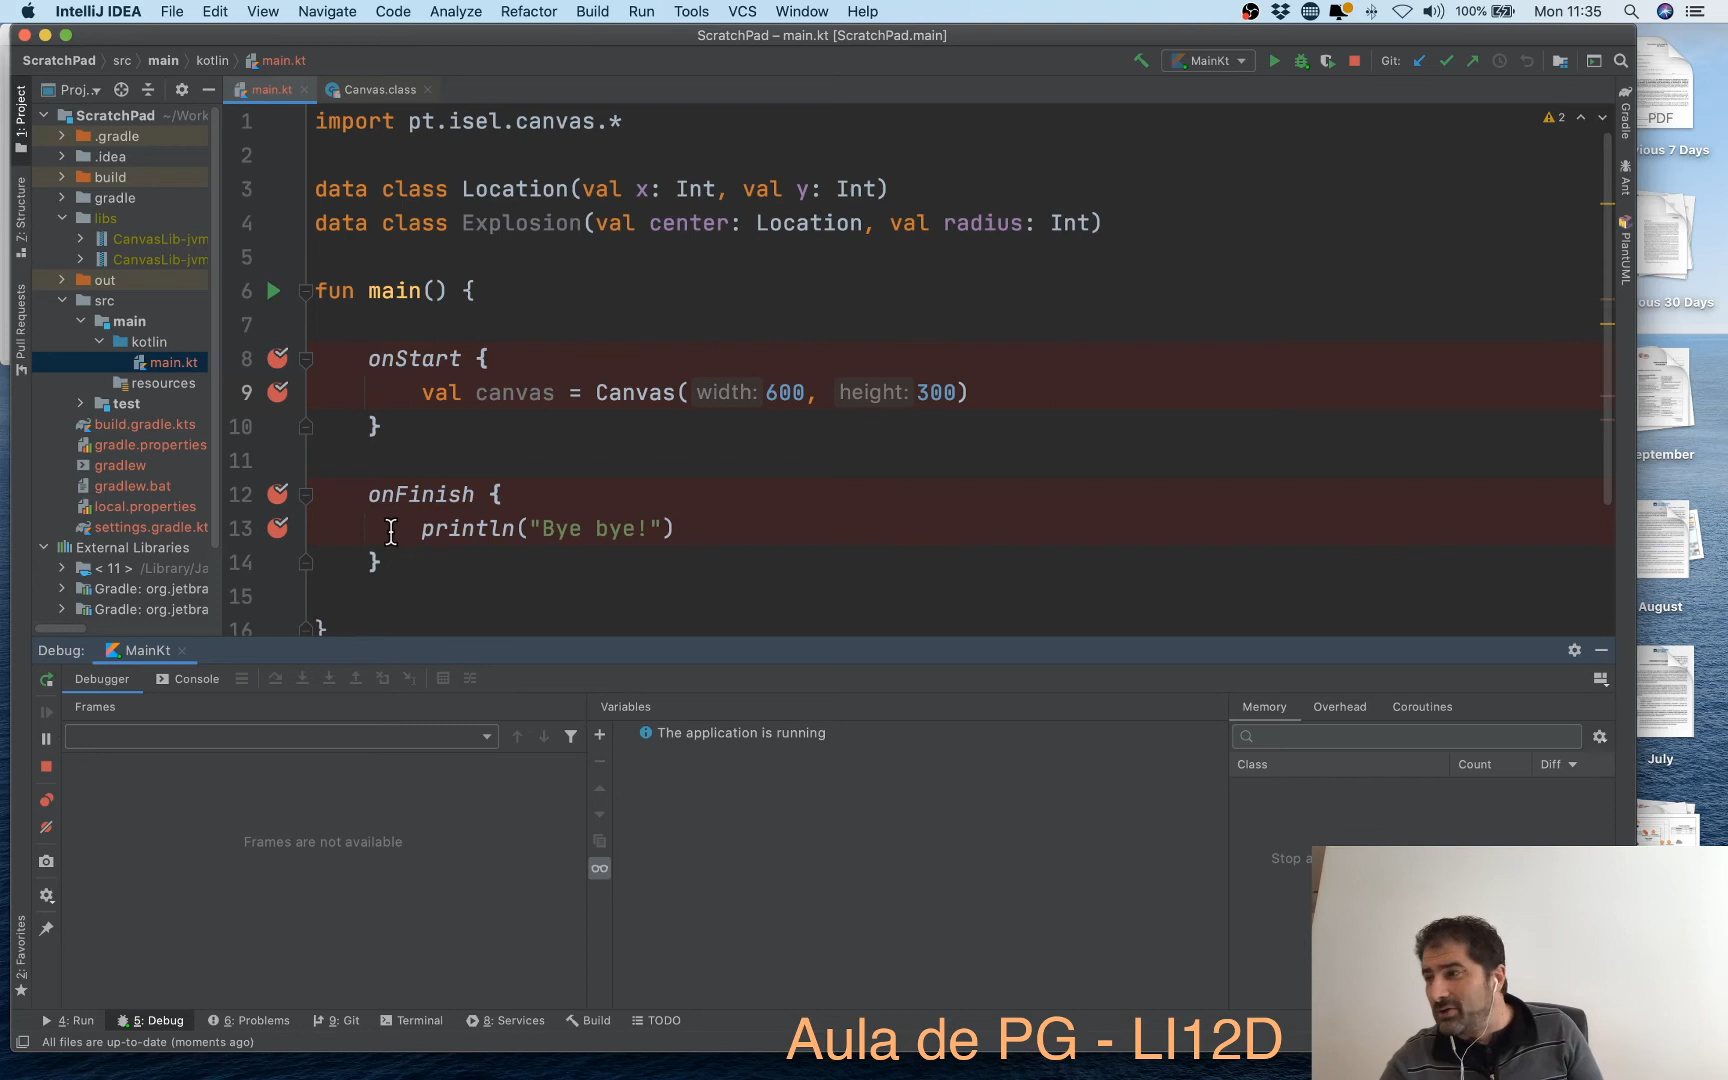 IntelliJ IDEA File Edit View Navigate Code Analyze Refactor Build Run Tools VCS Window Help
100% Mon 11:35
ScratchPad – main.kt [ScratchPad.main]
ScratchPad src main kotlin main.kt
MainKt Git:
1: Project
Proj..
main.kt
Canvas.class
ScratchPad ~/Work
.gradle
.idea
build
gradle
libs
CanvasLib-jvm
CanvasLib-jvm
out
src
main
kotlin
main.kt
resources
test
build.gradle.kts
gradle.properties
gradlew
gradlew.bat
local.properties
settings.gradle.kt
External Libraries
< 11 > /Library/Ja
Gradle: org.jetbra
Gradle: org.jetbra
7: Structure
Pull Requests
2: Favorites
2
1 import pt.isel.canvas.*
2
3 data class Location(val x: Int, val y: Int)
4 data class Explosion(val center: Location, val radius: Int)
5
6 fun main() {
7
8 onStart {
9 val canvas = Canvas( width: 600, height: 300)
10 }
11
12 onFinish {
13 println("Bye bye!")
14 }
15
16 }
Gradle
Ant
PlantUML
PDF
ious 7 Days
ious 30 Days
eptember
August
July
Debug: MainKt
Debugger Console
Frames
Frames are not available
Variables
The application is running
Memory Overhead Coroutines
Class Count Diff
Stop a
4: Run 5: Debug 6: Problems 9: Git Terminal 8: Services Build TODO
All files are up-to-date (moments ago)
Aula de PG - LI12D